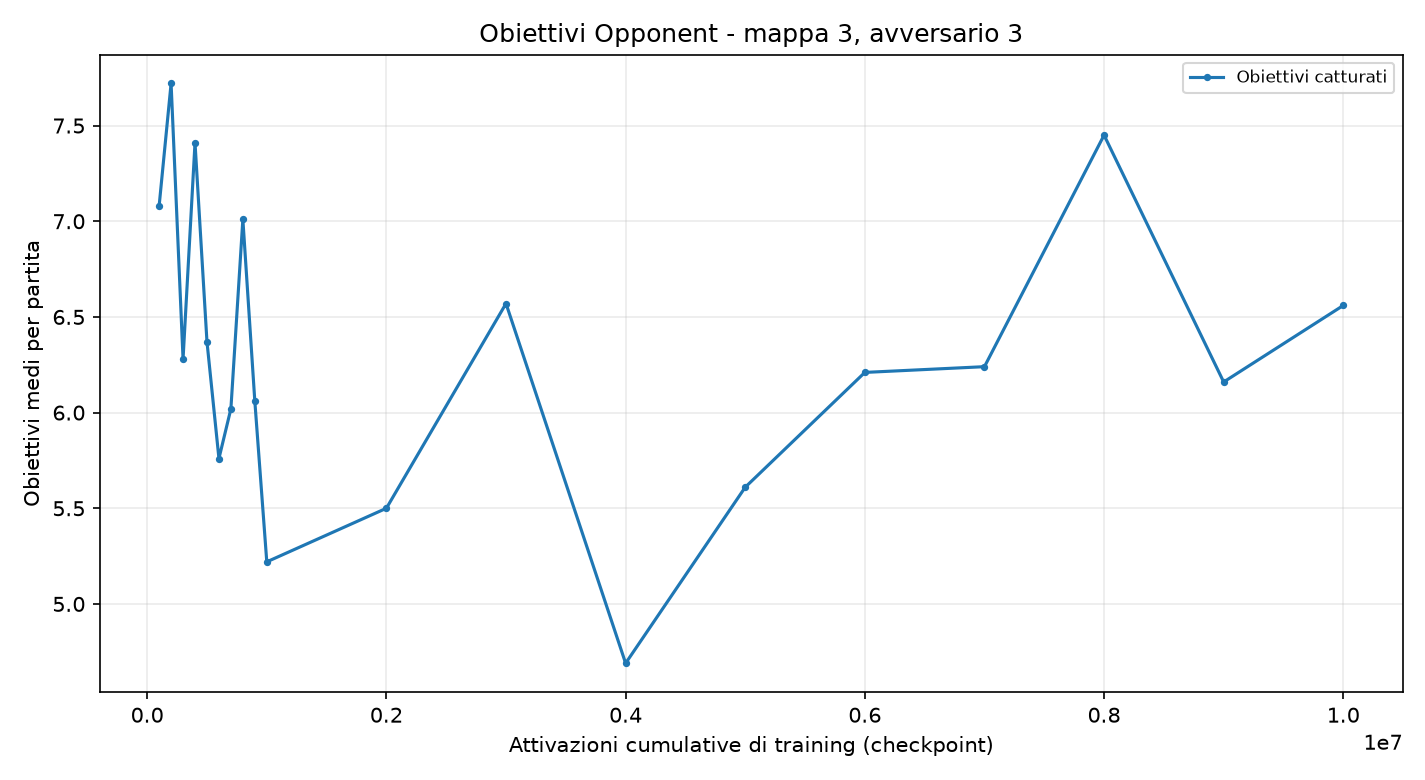 Obiettivi Opponent - mappa 3, avversario 3
Obiettivi catturati
Obiettivi medi per partita
7.5
7.0
6.5
6.0
5.5
5.0
0.0 0.2 0.4 0.6 0.8 1.0
1e7
Attivazioni cumulative di training (checkpoint)